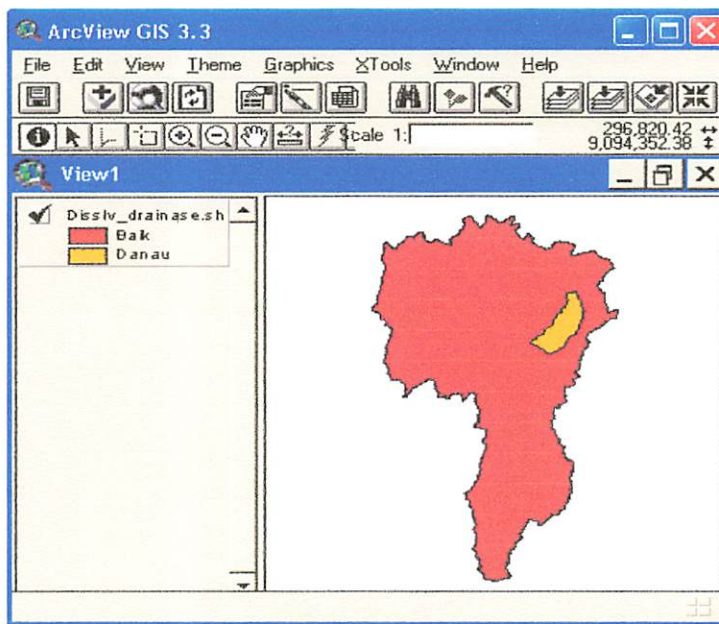 ArcView GIS 3.3
File Edit View Theme Graphics XTools Window Help
Scale 1: 296,820.42
9,094,352.38
View1
Disslv_drainase.sh
Baik
Danau